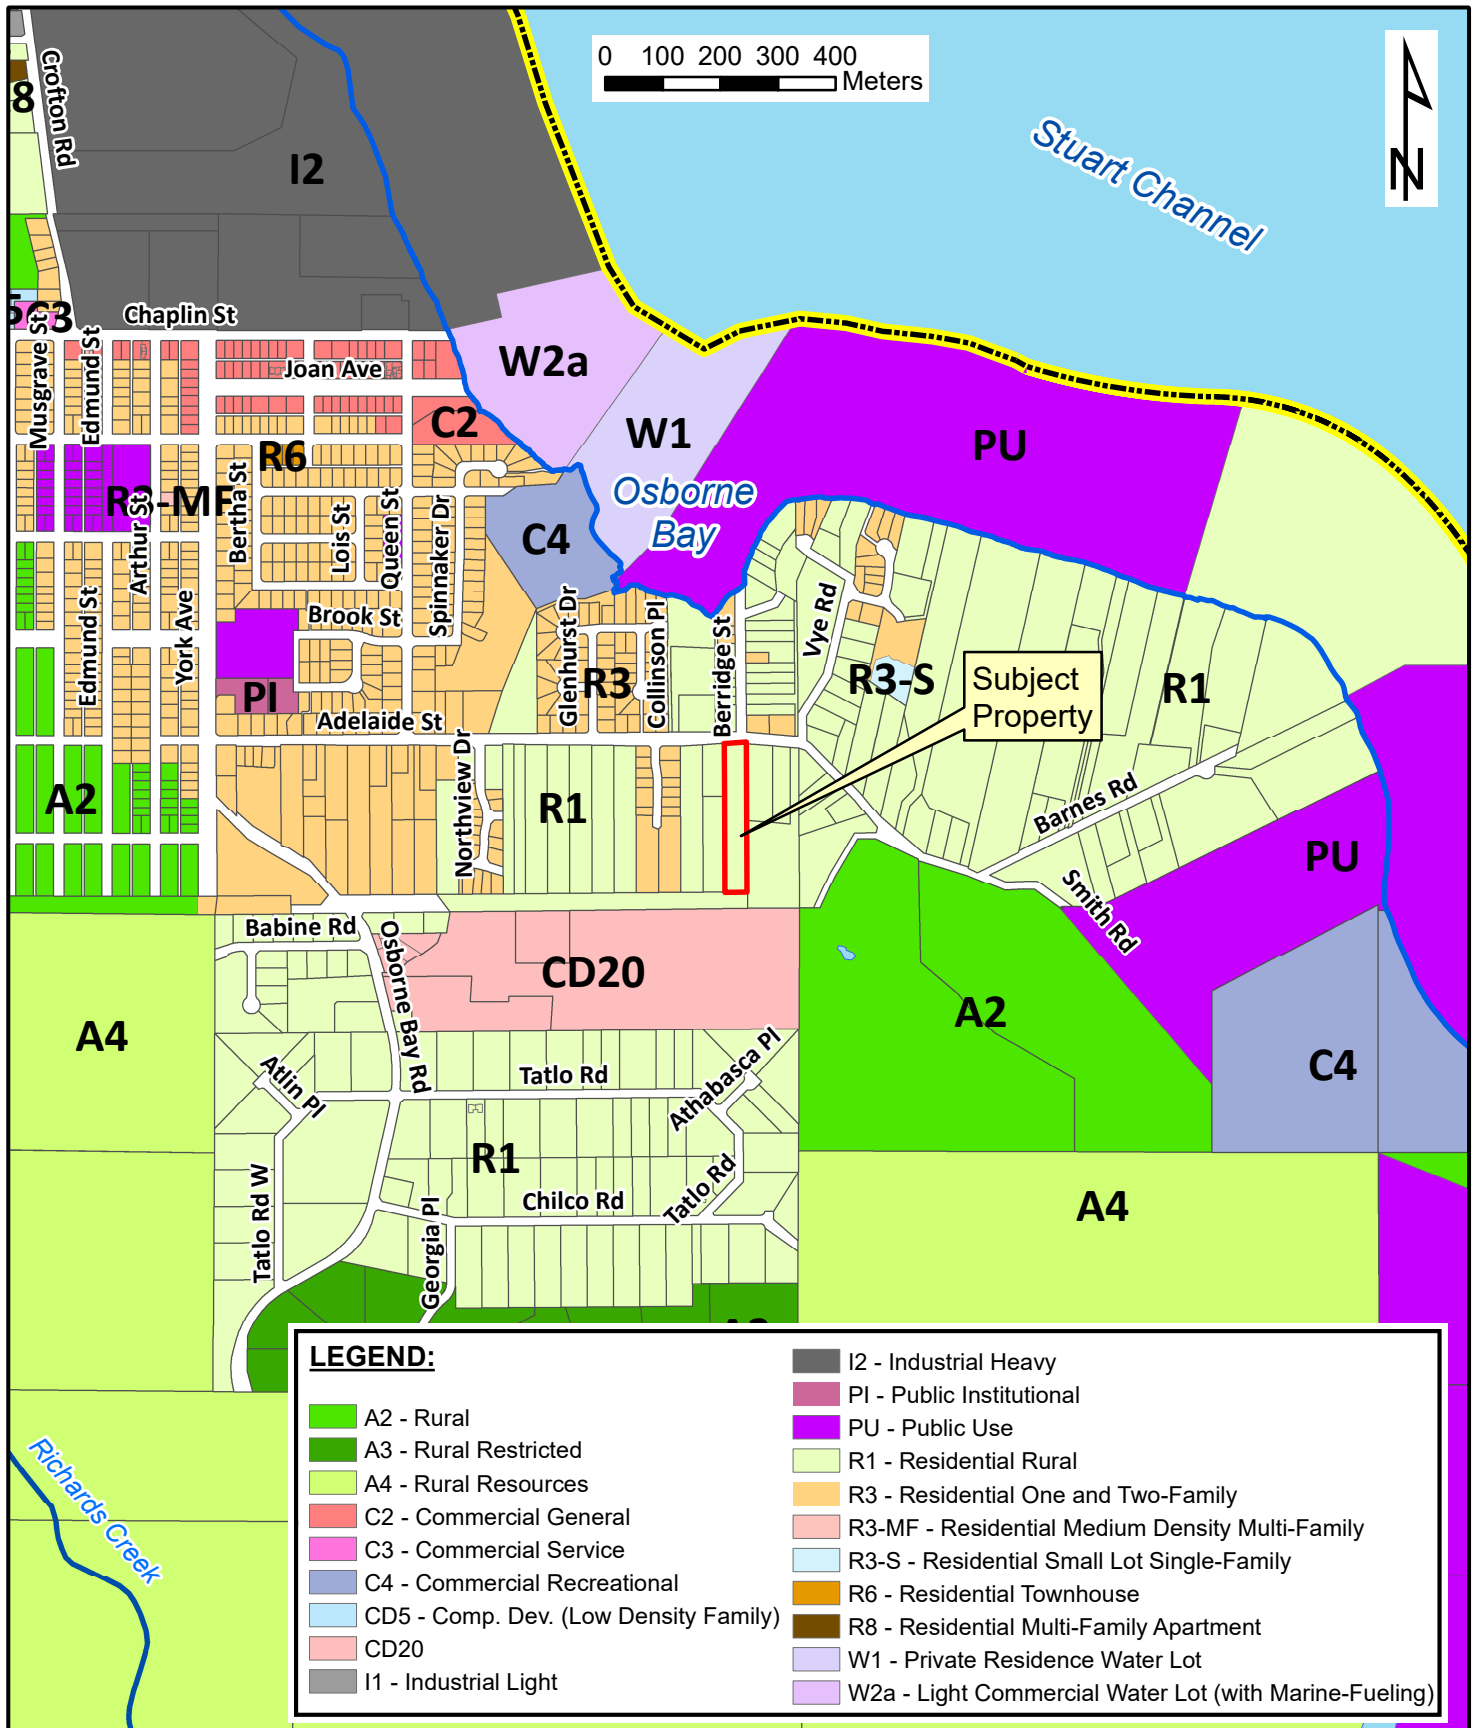 0 100 200 300 400
Meters
N
Stuart Channel
Crofton Rd
8
I2
C3
Chaplin St
Musgrave St
Edmund St
Joan Ave
W2a
C2
W1
PU
R6
R3-MF
Bertha St
Arthur St
Lois St
Queen St
Spinnaker Dr
C4
Osborne
Bay
Edmund St
York Ave
Brook St
Glenhurst Dr
Collinson Pl
Berridge St
Vye Rd
R3
R3-S
Subject
Property
R1
PI
Adelaide St
Northview Dr
A2
R1
Barnes Rd
PU
Smith Rd
Babine Rd
Osborne Bay Rd
CD20
A2
A4
C4
Atlin Pl
Tatlo Rd
Athabasca Pl
R1
Tatlo Rd W
Georgia Pl
Chilco Rd
Tatlo Rd
A4
Richards Creek
LEGEND:
A2 - Rural
A3 - Rural Restricted
A4 - Rural Resources
C2 - Commercial General
C3 - Commercial Service
C4 - Commercial Recreational
CD5 - Comp. Dev. (Low Density Family)
CD20
I1 - Industrial Light
I2 - Industrial Heavy
PI - Public Institutional
PU - Public Use
R1 - Residential Rural
R3 - Residential One and Two-Family
R3-MF - Residential Medium Density Multi-Family
R3-S - Residential Small Lot Single-Family
R6 - Residential Townhouse
R8 - Residential Multi-Family Apartment
W1 - Private Residence Water Lot
W2a - Light Commercial Water Lot (with Marine-Fueling)